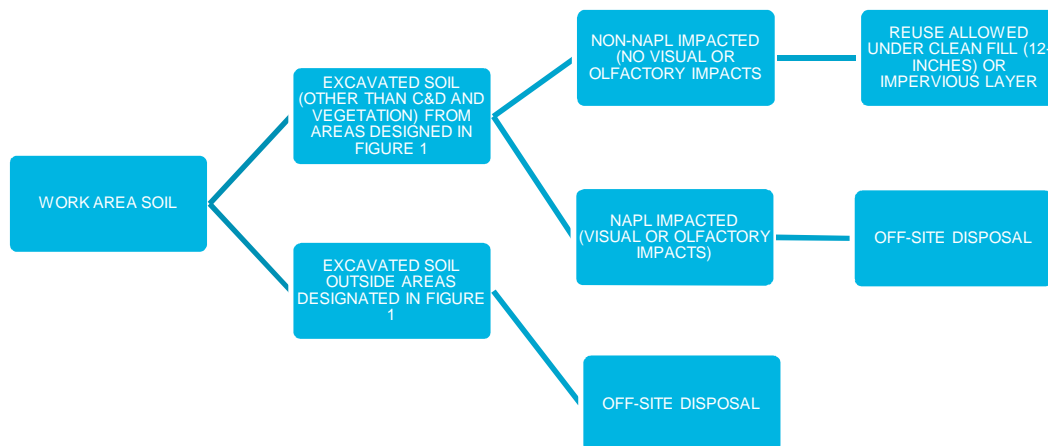 WORK AREA SOIL
EXCAVATED SOIL
(OTHER THAN C&D AND
VEGETATION) FROM
AREAS DESIGNED IN
FIGURE 1
NON-NAPL IMPACTED
(NO VISUAL OR
OLFACTORY IMPACTS
REUSE ALLOWED
UNDER CLEAN FILL (12-
INCHES) OR
IMPERVIOUS LAYER
NAPL IMPACTED
(VISUAL OR OLFACTORY
IMPACTS)
OFF-SITE DISPOSAL
EXCAVATED SOIL
OUTSIDE AREAS
DESIGNATED IN FIGURE
1
OFF-SITE DISPOSAL